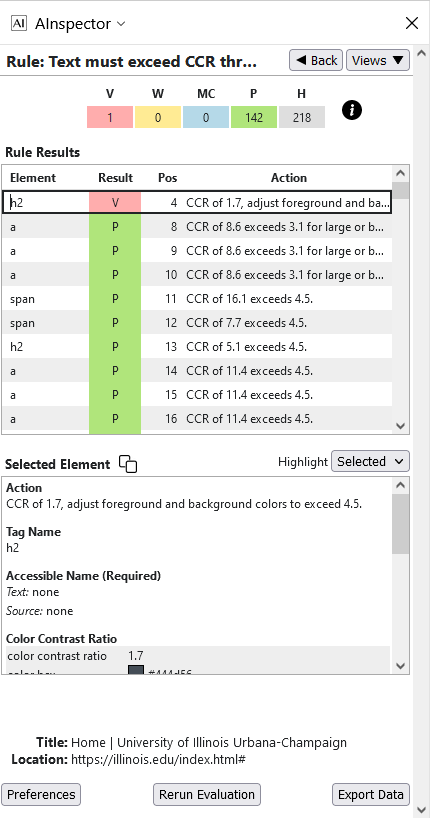 AI AInspector
Rule: Text must exceed CCR thr... ◀ Back Views ▼
V W MC P H
1 0 0 142 218
Rule Results
Element Result Pos Action
h2 V 4 CCR of 1.7, adjust foreground and ba...
a P 8 CCR of 8.6 exceeds 3.1 for large or b...
a P 9 CCR of 8.6 exceeds 3.1 for large or b...
a P 10 CCR of 8.6 exceeds 3.1 for large or b...
span P 11 CCR of 16.1 exceeds 4.5.
span P 12 CCR of 7.7 exceeds 4.5.
h2 P 13 CCR of 5.1 exceeds 4.5.
a P 14 CCR of 11.4 exceeds 4.5.
a P 15 CCR of 11.4 exceeds 4.5.
a P 16 CCR of 11.4 exceeds 4.5.
Selected Element Highlight Selected
Action
CCR of 1.7, adjust foreground and background colors to exceed 4.5.
Tag Name
h2
Accessible Name (Required)
Text: none
Source: none
Color Contrast Ratio
color contrast ratio 1.7
color hex #444d56
Title: Home | University of Illinois Urbana-Champaign
Location: https://illinois.edu/index.html#
Preferences Rerun Evaluation Export Data